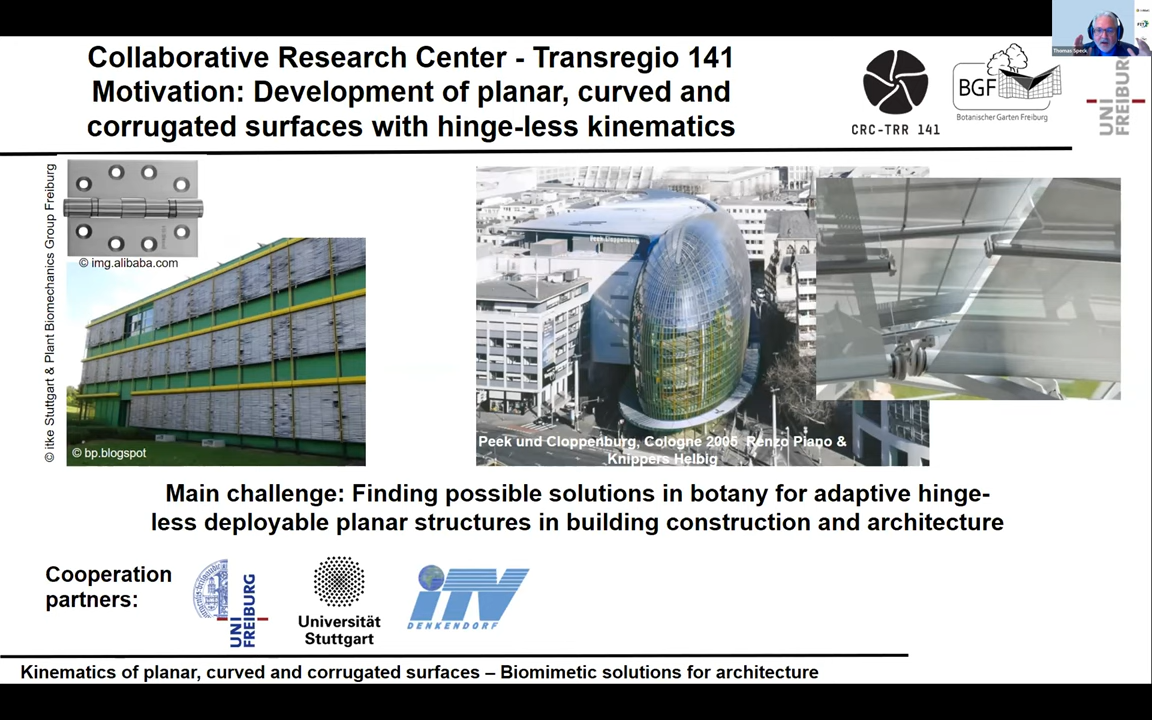 Collaborative Research Center - Transregio 141
Motivation: Development of planar, curved and
corrugated surfaces with hinge-less kinematics
CRC-TRR 141
BGF
Botanischer Garten Freiburg
UNI
FREIBURG
Thomas Speck
© itke Stuttgart & Plant Biomechanics Group Freiburg
© img.alibaba.com
© bp.blogspot
Peek und Cloppenburg, Cologne 2005 Renzo Piano &
Knippers Helbig
Main challenge: Finding possible solutions in botany for adaptive hinge-
less deployable planar structures in building construction and architecture
Cooperation
partners:
UNI
FREIBURG
Universität
Stuttgart
iTV
DENKENDORF
Kinematics of planar, curved and corrugated surfaces – Biomimetic solutions for architecture